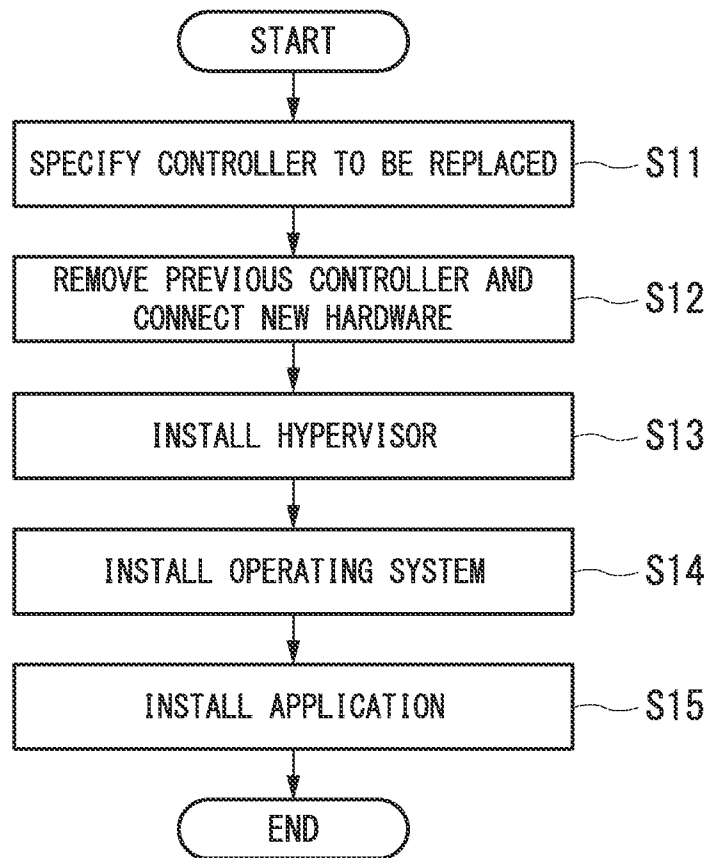 START
SPECIFY CONTROLLER TO BE REPLACED
S11
REMOVE PREVIOUS CONTROLLER AND
CONNECT NEW HARDWARE
S12
INSTALL HYPERVISOR
S13
INSTALL OPERATING SYSTEM
S14
INSTALL APPLICATION
S15
END